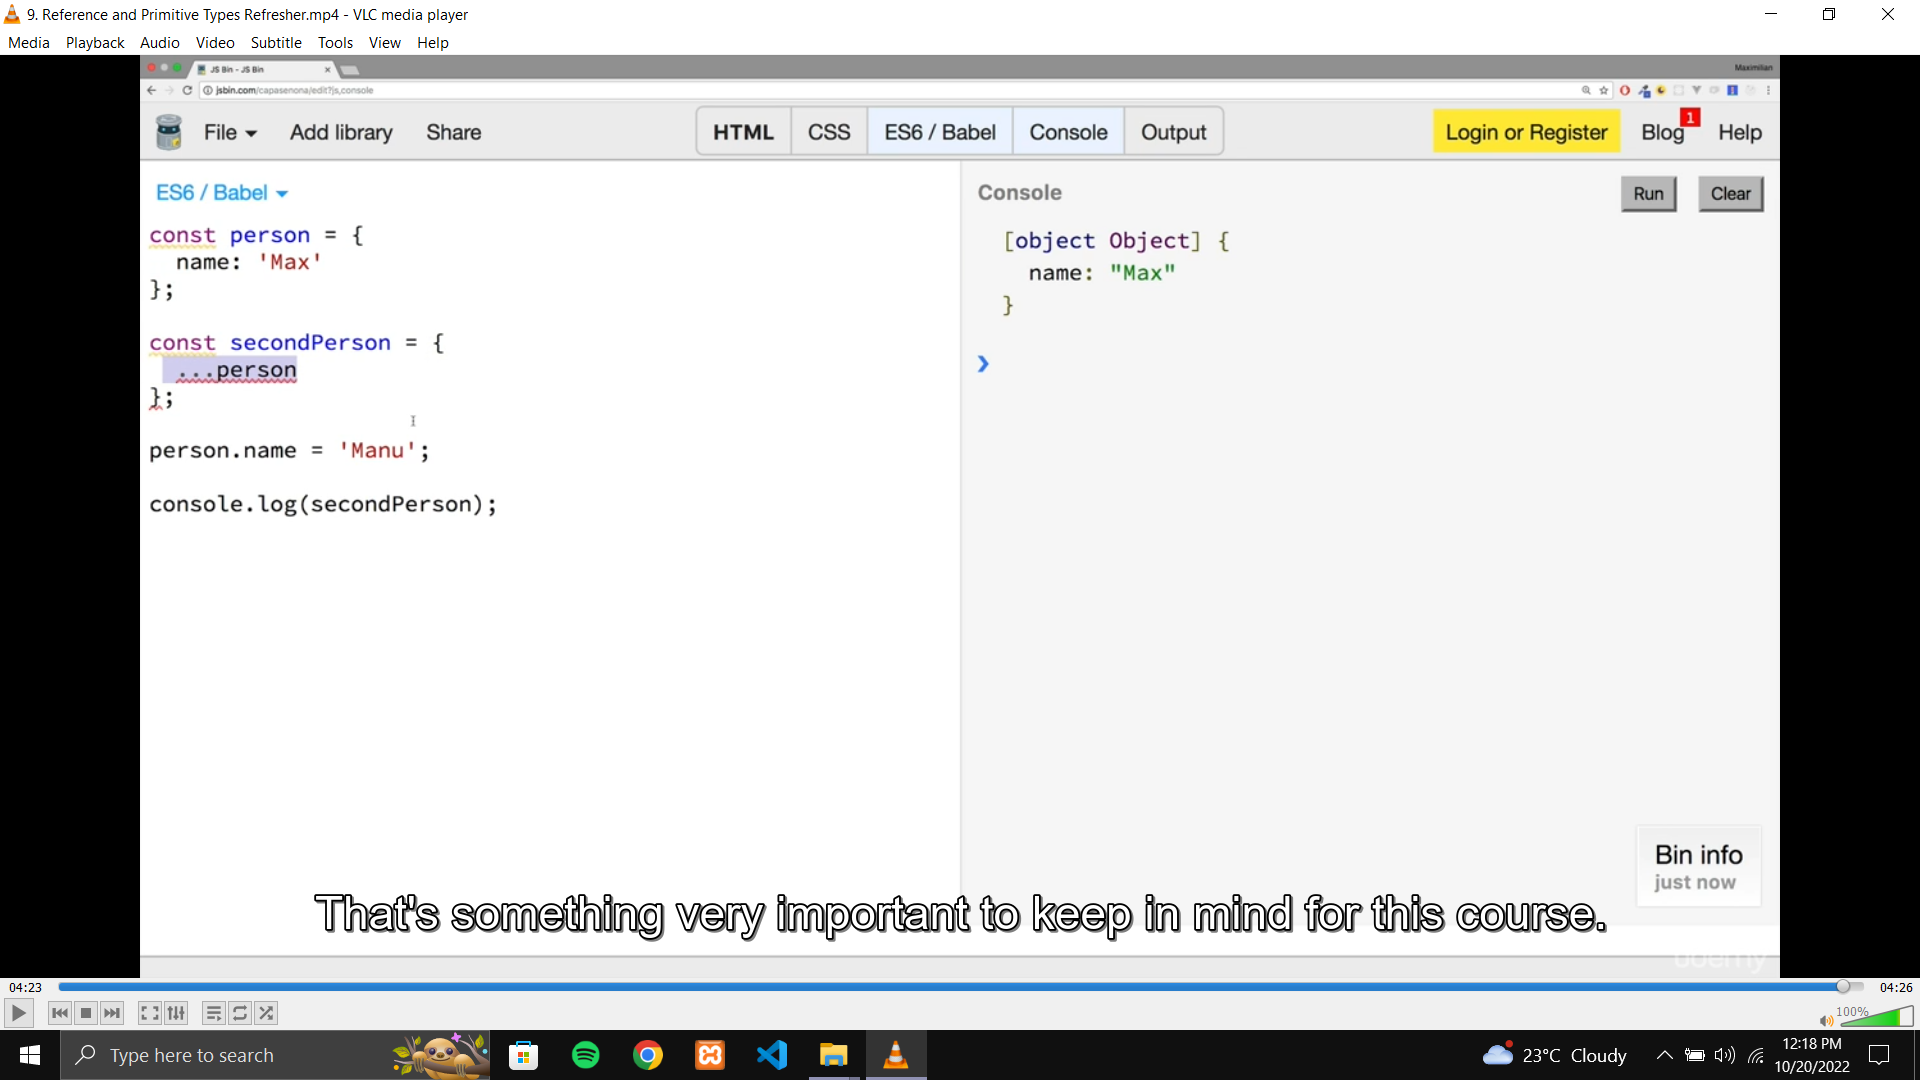 9. Reference and Primitive Types Refresher.mp4 - VLC media player
Media Playback Audio Video Subtitle Tools View Help
JS Bin - JS Bin
Maximilian
jsbin.com/capasenona/edit?js,console
File Add library Share HTML CSS ES6 / Babel Console Output Login or Register Blog 1 Help
ES6 / Babel
const person = {
name: 'Max'
};
const secondPerson = {
...person
};
person.name = 'Manu';
console.log(secondPerson);
Console Run Clear
[object Object] {
name: "Max"
}
Bin info
just now
That's something very important to keep in mind for this course.
udemy
04:23 04:26
100%
Type here to search
23°C Cloudy
12:18 PM
10/20/2022